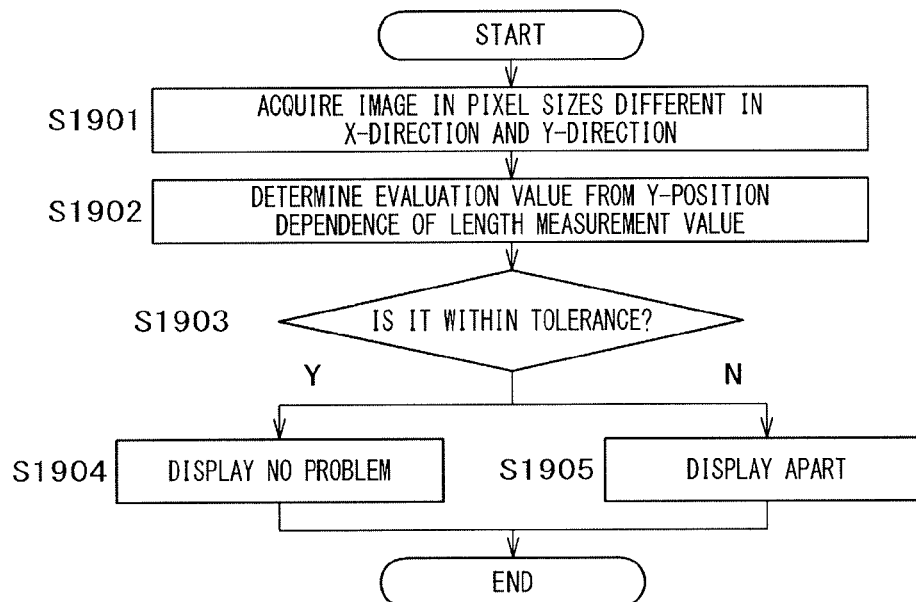 START
S1901
ACQUIRE IMAGE IN PIXEL SIZES DIFFERENT IN
X-DIRECTION AND Y-DIRECTION
S1902
DETERMINE EVALUATION VALUE FROM Y-POSITION
DEPENDENCE OF LENGTH MEASUREMENT VALUE
S1903
IS IT WITHIN TOLERANCE?
Y
N
S1904
DISPLAY NO PROBLEM
S1905
DISPLAY APART
END